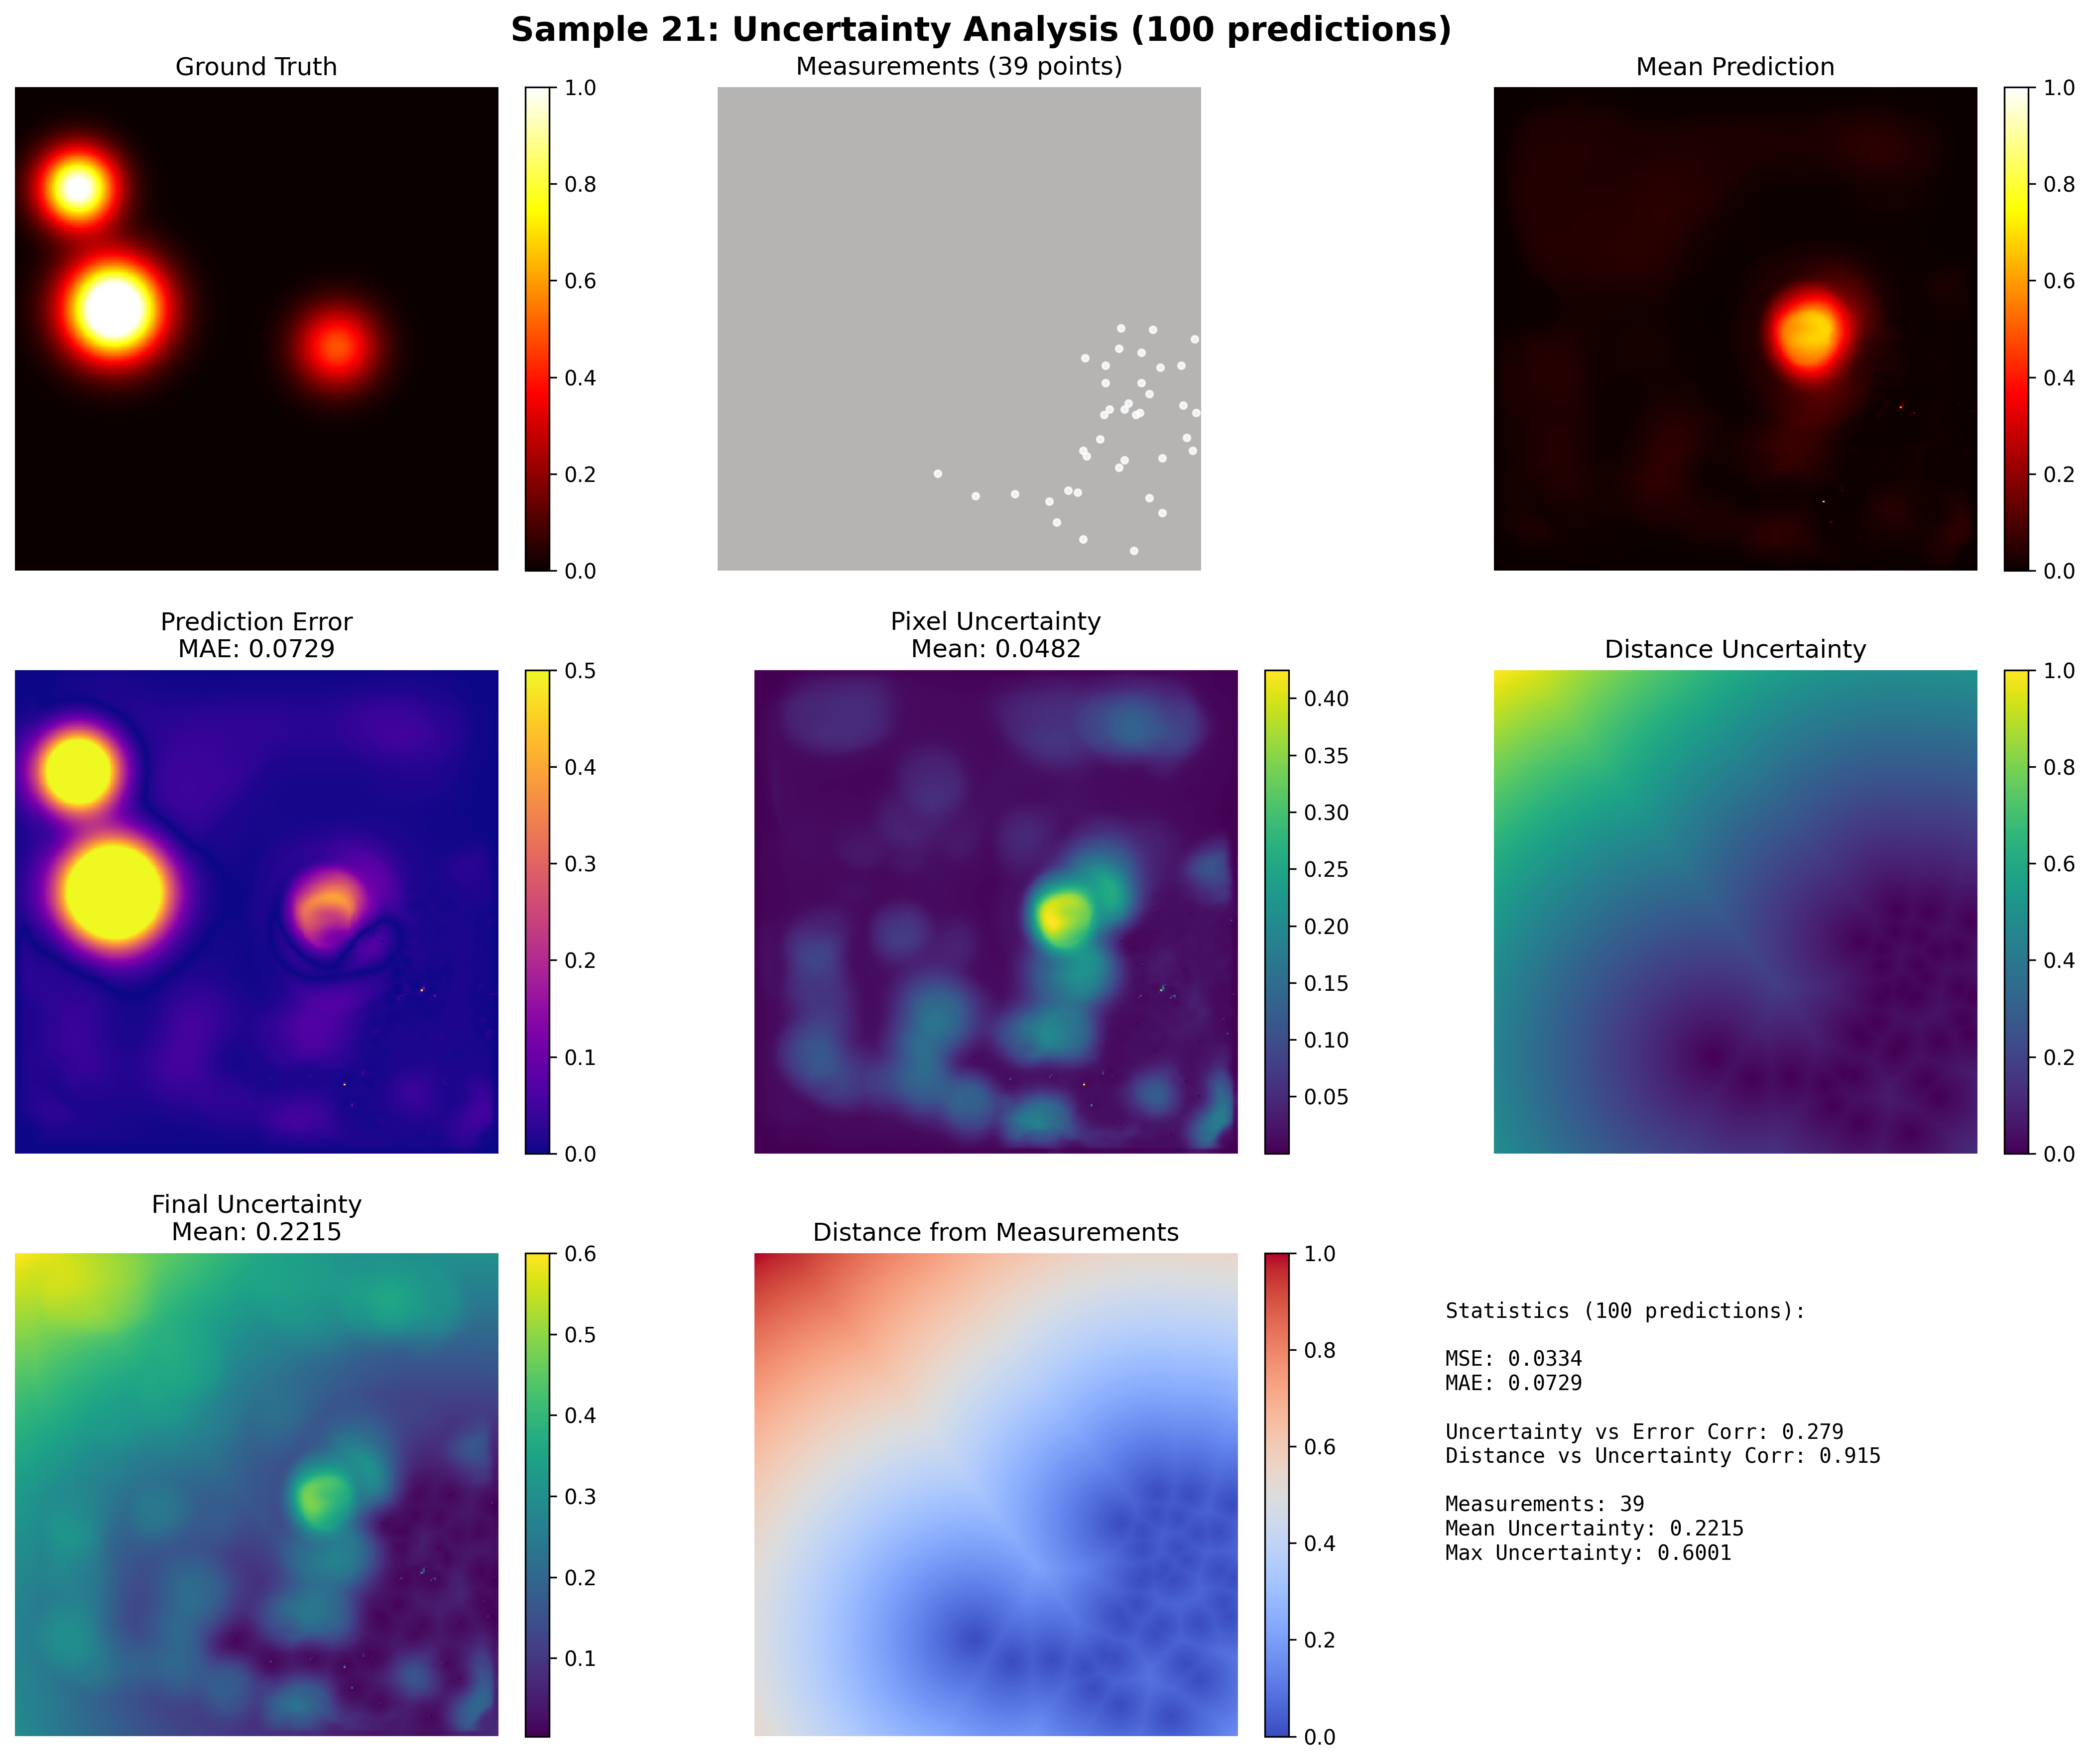 Sample 21: Uncertainty Analysis (100 predictions)
Ground Truth
1.0
0.8
0.6
0.4
0.2
0.0
Measurements (39 points)
Mean Prediction
1.0
0.8
0.6
0.4
0.2
0.0
Prediction Error
MAE: 0.0729
0.5
0.4
0.3
0.2
0.1
0.0
Pixel Uncertainty
Mean: 0.0482
0.40
0.35
0.30
0.25
0.20
0.15
0.10
0.05
Distance Uncertainty
1.0
0.8
0.6
0.4
0.2
0.0
Final Uncertainty
Mean: 0.2215
0.6
0.5
0.4
0.3
0.2
0.1
Distance from Measurements
1.0
0.8
0.6
0.4
0.2
0.0
Statistics (100 predictions):
MSE: 0.0334
MAE: 0.0729
Uncertainty vs Error Corr: 0.279
Distance vs Uncertainty Corr: 0.915
Measurements: 39
Mean Uncertainty: 0.2215
Max Uncertainty: 0.6001